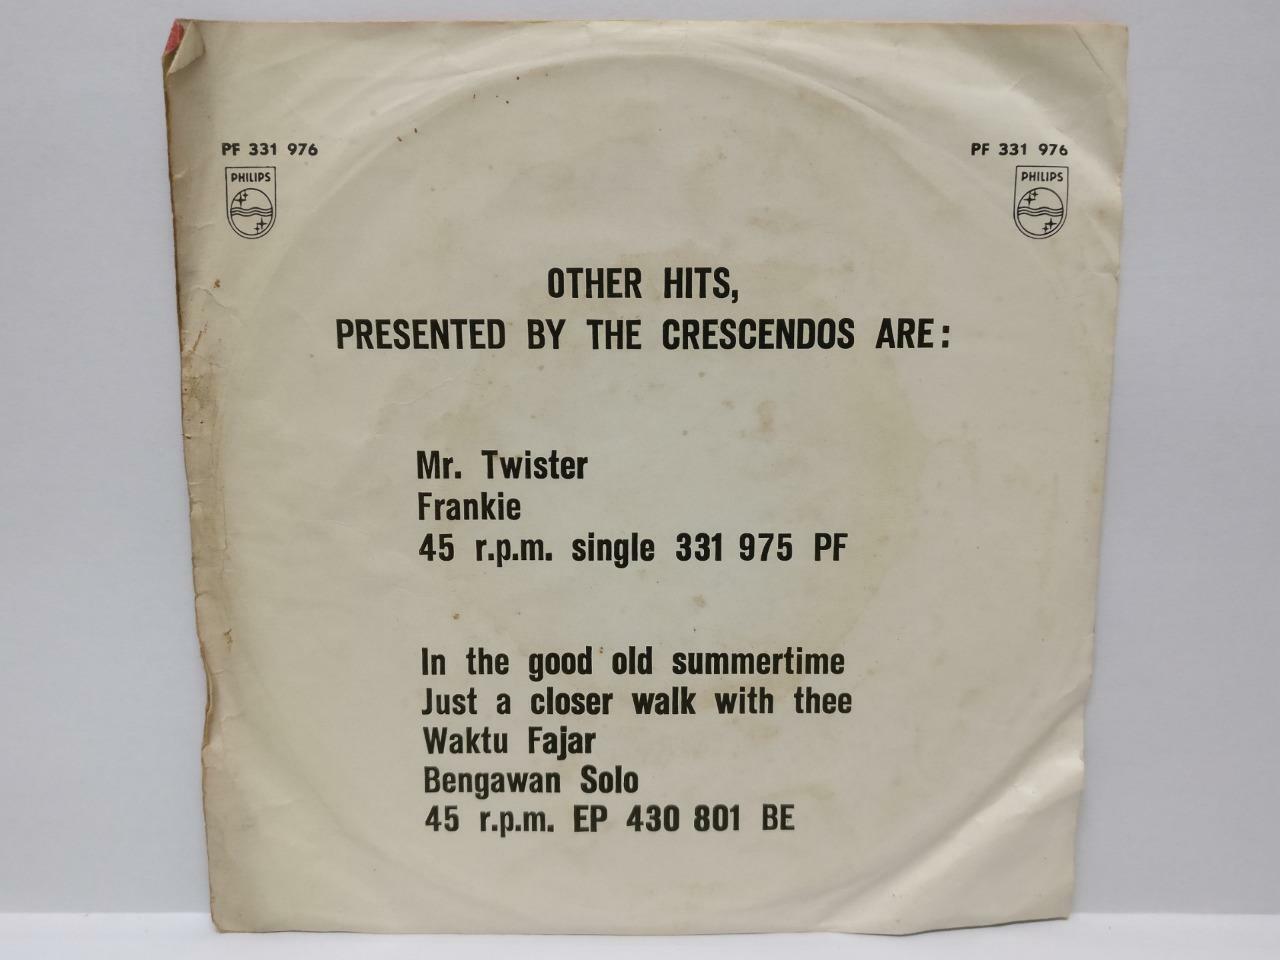 PF 331 976
PHILIPS
PF 331 976
PHILIPS
OTHER HITS,
PRESENTED BY THE CRESCENDOS ARE:
Mr. Twister
Frankie
45 r.p.m. single 331 975 PF
In the good old summertime
Just a closer walk with thee
Waktu Fajar
Bengawan Solo
45 r.p.m. EP 430 801 BE